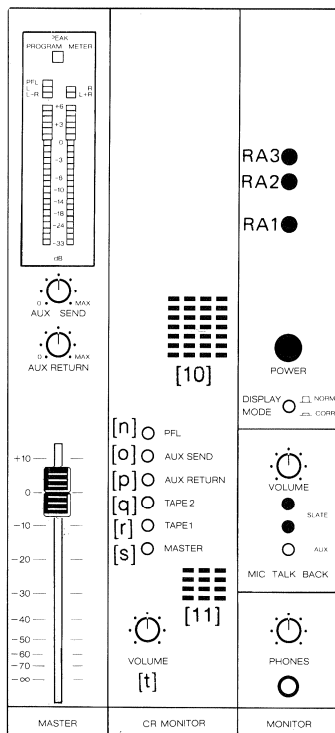 PEAK
PROGRAM METER
PFL
L R
L-R L+R
+6
+3
0
-3
-6
-10
-14
-18
-24
-33
dB
0 MAX
AUX SEND
0 MAX
AUX RETURN
+10
0
-10
-20
-30
-40
-50
-60
-70
-∞
MASTER
[10]
[n] PFL
[o] AUX SEND
[p] AUX RETURN
[q] TAPE 2
[r] TAPE 1
[s] MASTER
[11]
VOLUME
[t]
CR MONITOR
RA3
RA2
RA1
POWER
DISPLAY MODE
NORM
CORR
VOLUME
SLATE
AUX
MIC TALK BACK
PHONES
MONITOR